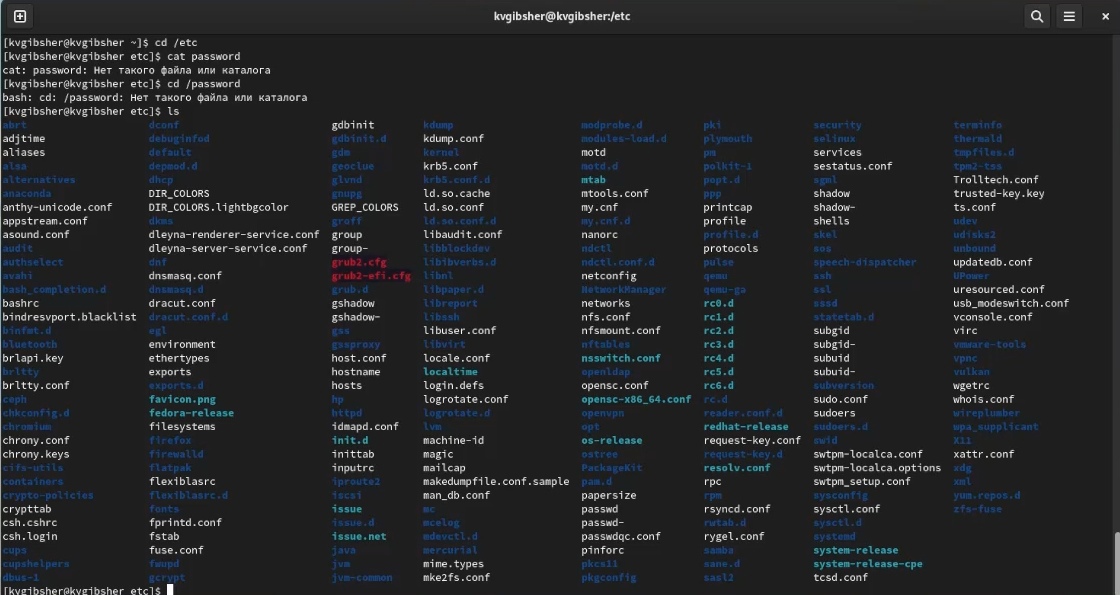 kvgibsher@kvgibsher:/etc
[kvgibsher@kvgibsher ~]$ cd /etc
[kvgibsher@kvgibsher etc]$ cat password
cat: password: Нет такого файла или каталога
[kvgibsher@kvgibsher etc]$ cd /password
bash: cd: /password: Нет такого файла или каталога
[kvgibsher@kvgibsher etc]$ ls
abrt dconf gdbinit kdump modprobe.d pki security terminfo
adjtime debuginfod gdbinit.d kdump.conf modules-load.d plymouth selinux thermald
aliases default gdm kernel motd pm services tmpfiles.d
alsa depmod.d geoclue krb5.conf motd.d polkit-1 sestatus.conf tpm2-tss
alternatives dhcp glvnd krb5.conf.d mtab popt.d sgml Trolltech.conf
anaconda DIR_COLORS gnupg ld.so.cache mtools.conf ppp shadow trusted-key.key
anthy-unicode.conf DIR_COLORS.lightbgcolor GREP_COLORS ld.so.conf my.cnf printcap shadow- ts.conf
appstream.conf dkms groff ld.so.conf.d my.cnf.d profile shells udev
asound.conf dleyna-renderer-service.conf group libaudit.conf nanorc profile.d skel udisks2
audit dleyna-server-service.conf group- libblockdev ndctl protocols sos unbound
authselect dnf grub2.cfg libibverbs.d ndctl.conf.d pulse speech-dispatcher updatedb.conf
avahi dnsmasq.conf grub2-efi.cfg libnl netconfig qemu ssh UPower
bash_completion.d dnsmasq.d grub.d libpaper.d NetworkManager qemu-ga ssl uresourced.conf
bashrc dracut.conf gshadow libreport networks rc0.d sssd usb_modeswitch.conf
bindresvport.blacklist dracut.conf.d gshadow- libssh nfs.conf rc1.d statetab.d vconsole.conf
binfmt.d egl gss libuser.conf nfsmount.conf rc2.d subgid virc
bluetooth environment gssproxy libvirt nftables rc3.d subgid- vmware-tools
brlapi.key ethertypes host.conf locale.conf nsswitch.conf rc4.d subuid vpnc
brltty exports hostname localtime openldap rc5.d subuid- vulkan
brltty.conf exports.d hosts login.defs opensc.conf rc6.d subversion wgetrc
ceph favicon.png hp logrotate.conf opensc-x86_64.conf rc.d sudo.conf whois.conf
chkconfig.d fedora-release httpd logrotate.d openvpn reader.conf.d sudoers wireplumber
chromium filesystems idmapd.conf lvm opt redhat-release sudoers.d wpa_supplicant
chrony.conf firefox init.d machine-id os-release request-key.conf swid X11
chrony.keys firewalld inittab magic ostree request-key.d swtpm-localca.conf xattr.conf
cifs-utils flatpak inputrc mailcap PackageKit resolv.conf swtpm-localca.options xdg
containers flexiblasrc iproute2 makedumpfile.conf.sample pam.d rpc swtpm_setup.conf xml
crypto-policies flexiblasrc.d iscsi man_db.conf papersize rpm sysconfig yum.repos.d
crypttab fonts issue mc passwd rsyncd.conf sysctl.conf zfs-fuse
csh.cshrc fprintd.conf issue.d mcelog passwd- rwtab.d sysctl.d
csh.login fstab issue.net mdevctl.d passwdqc.conf rygel.conf systemd
cups fuse.conf java mercurial pinforc samba system-release
cupshelpers fwupd jvm mime.types pkcs11 sane.d system-release-cpe
dbus-1 gcrypt jvm-common mke2fs.conf pkgconfig sasl2 tcsd.conf
[kvgibsher@kvgibsher etc]$